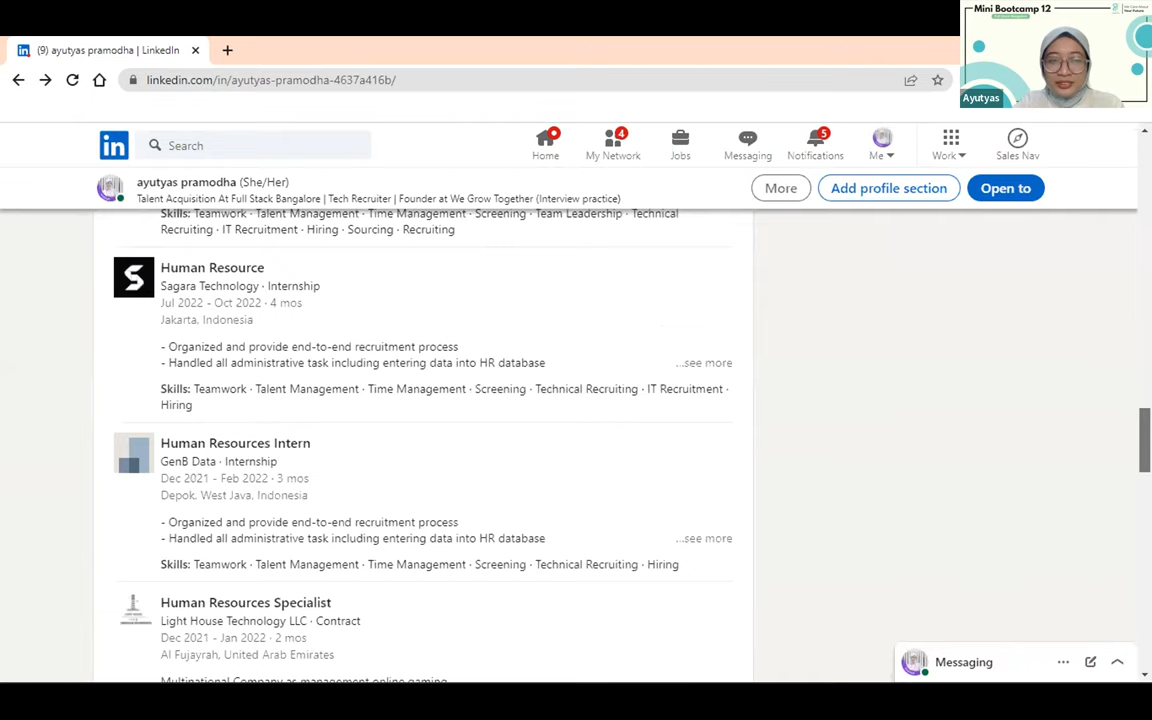 Mini Bootcamp 12
Ayutyas
(9) ayutyas pramodha | LinkedIn
linkedin.com/in/ayutyas-pramodha-4637a416b/
in
Search
Home
4
My Network
Jobs
Messaging
5
Notifications
Me
Work
Sales Nav
ayutyas pramodha (She/Her)
Talent Acquisition At Full Stack Bangalore | Tech Recruiter | Founder at We Grow Together (Interview practice)
More
Add profile section
Open to
Skills: Teamwork · Talent Management · Time Management · Screening · Team Leadership · Technical
Recruiting · IT Recruitment · Hiring · Sourcing · Recruiting
S
Human Resource
Sagara Technology · Internship
Jul 2022 - Oct 2022 · 4 mos
Jakarta, Indonesia
- Organized and provide end-to-end recruitment process
- Handled all administrative task including entering data into HR database
...see more
Skills: Teamwork · Talent Management · Time Management · Screening · Technical Recruiting · IT Recruitment ·
Hiring
Human Resources Intern
GenB Data · Internship
Dec 2021 - Feb 2022 · 3 mos
Depok, West Java, Indonesia
- Organized and provide end-to-end recruitment process
- Handled all administrative task including entering data into HR database
...see more
Skills: Teamwork · Talent Management · Time Management · Screening · Technical Recruiting · Hiring
Human Resources Specialist
Light House Technology LLC · Contract
Dec 2021 - Jan 2022 · 2 mos
Al Fujayrah, United Arab Emirates
Multinational Company as management online gaming
Messaging